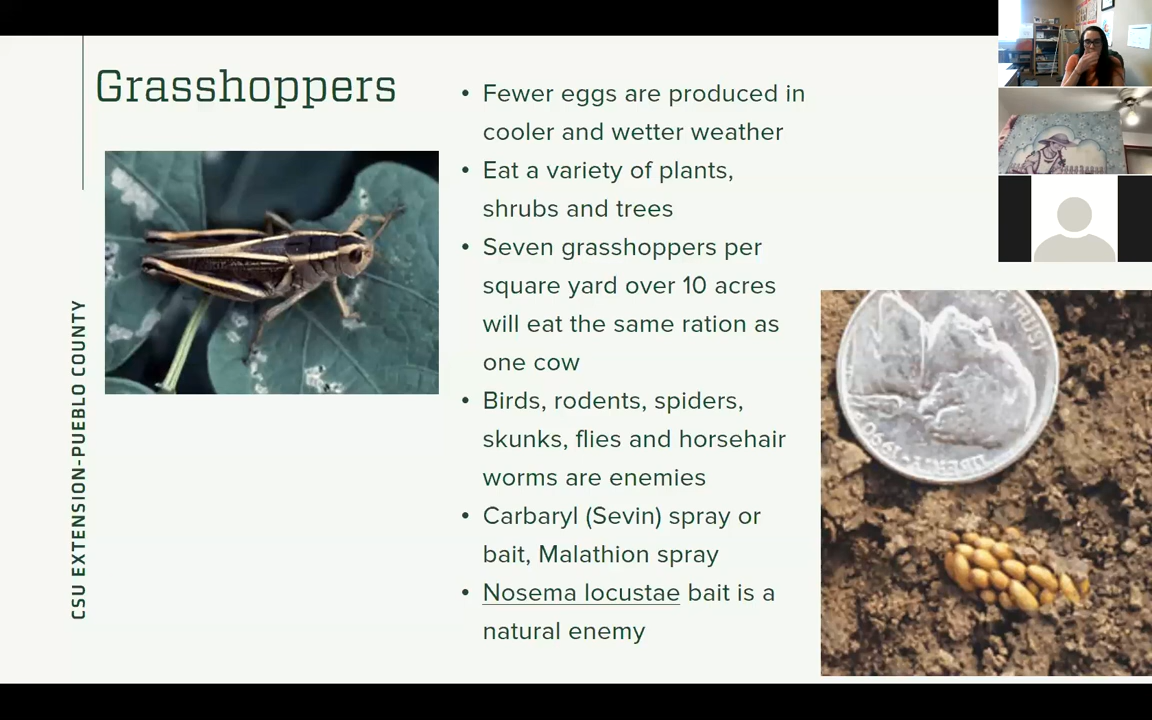 Grasshoppers
• Fewer eggs are produced in
cooler and wetter weather
• Eat a variety of plants,
shrubs and trees
• Seven grasshoppers per
square yard over 10 acres
will eat the same ration as
one cow
• Birds, rodents, spiders,
skunks, flies and horsehair
worms are enemies
• Carbaryl (Sevin) spray or
bait, Malathion spray
• Nosema locustae bait is a
natural enemy
CSU EXTENSION-PUEBLO COUNTY
TRUST
LIBERTY
1990